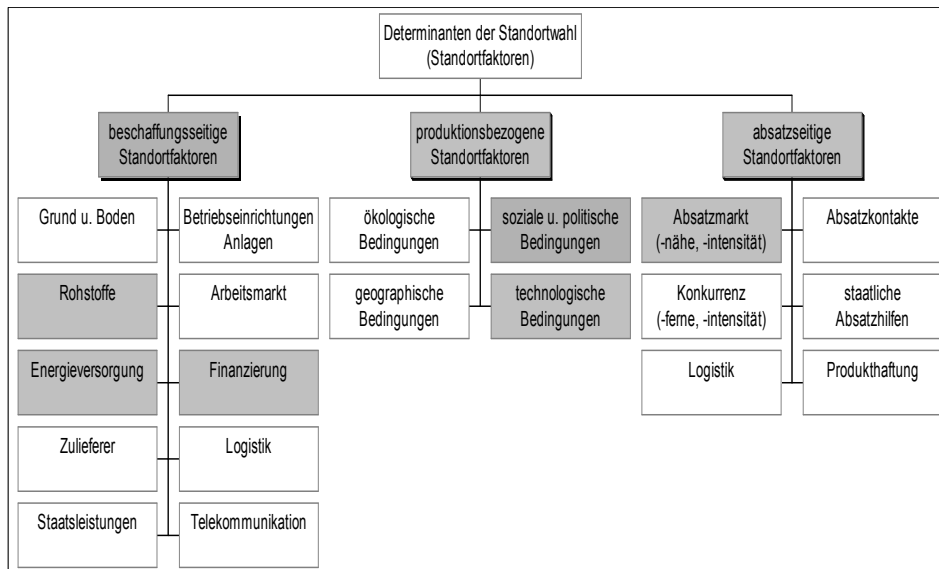 Determinanten der Standortwahl
(Standortfaktoren)
beschaffungsseitige
Standortfaktoren
produktionsbezogene
Standortfaktoren
absatzseitige
Standortfaktoren
Grund u. Boden
Betriebseinrichtungen
Anlagen
ökologische
Bedingungen
soziale u. politische
Bedingungen
Absatzmarkt
(-nähe, -intensität)
Absatzkontakte
Rohstoffe
Arbeitsmarkt
geographische
Bedingungen
technologische
Bedingungen
Konkurrenz
(-ferne, -intensität)
staatliche
Absatzhilfen
Energieversorgung
Finanzierung
Logistik
Produkthaftung
Zulieferer
Logistik
Staatsleistungen
Telekommunikation